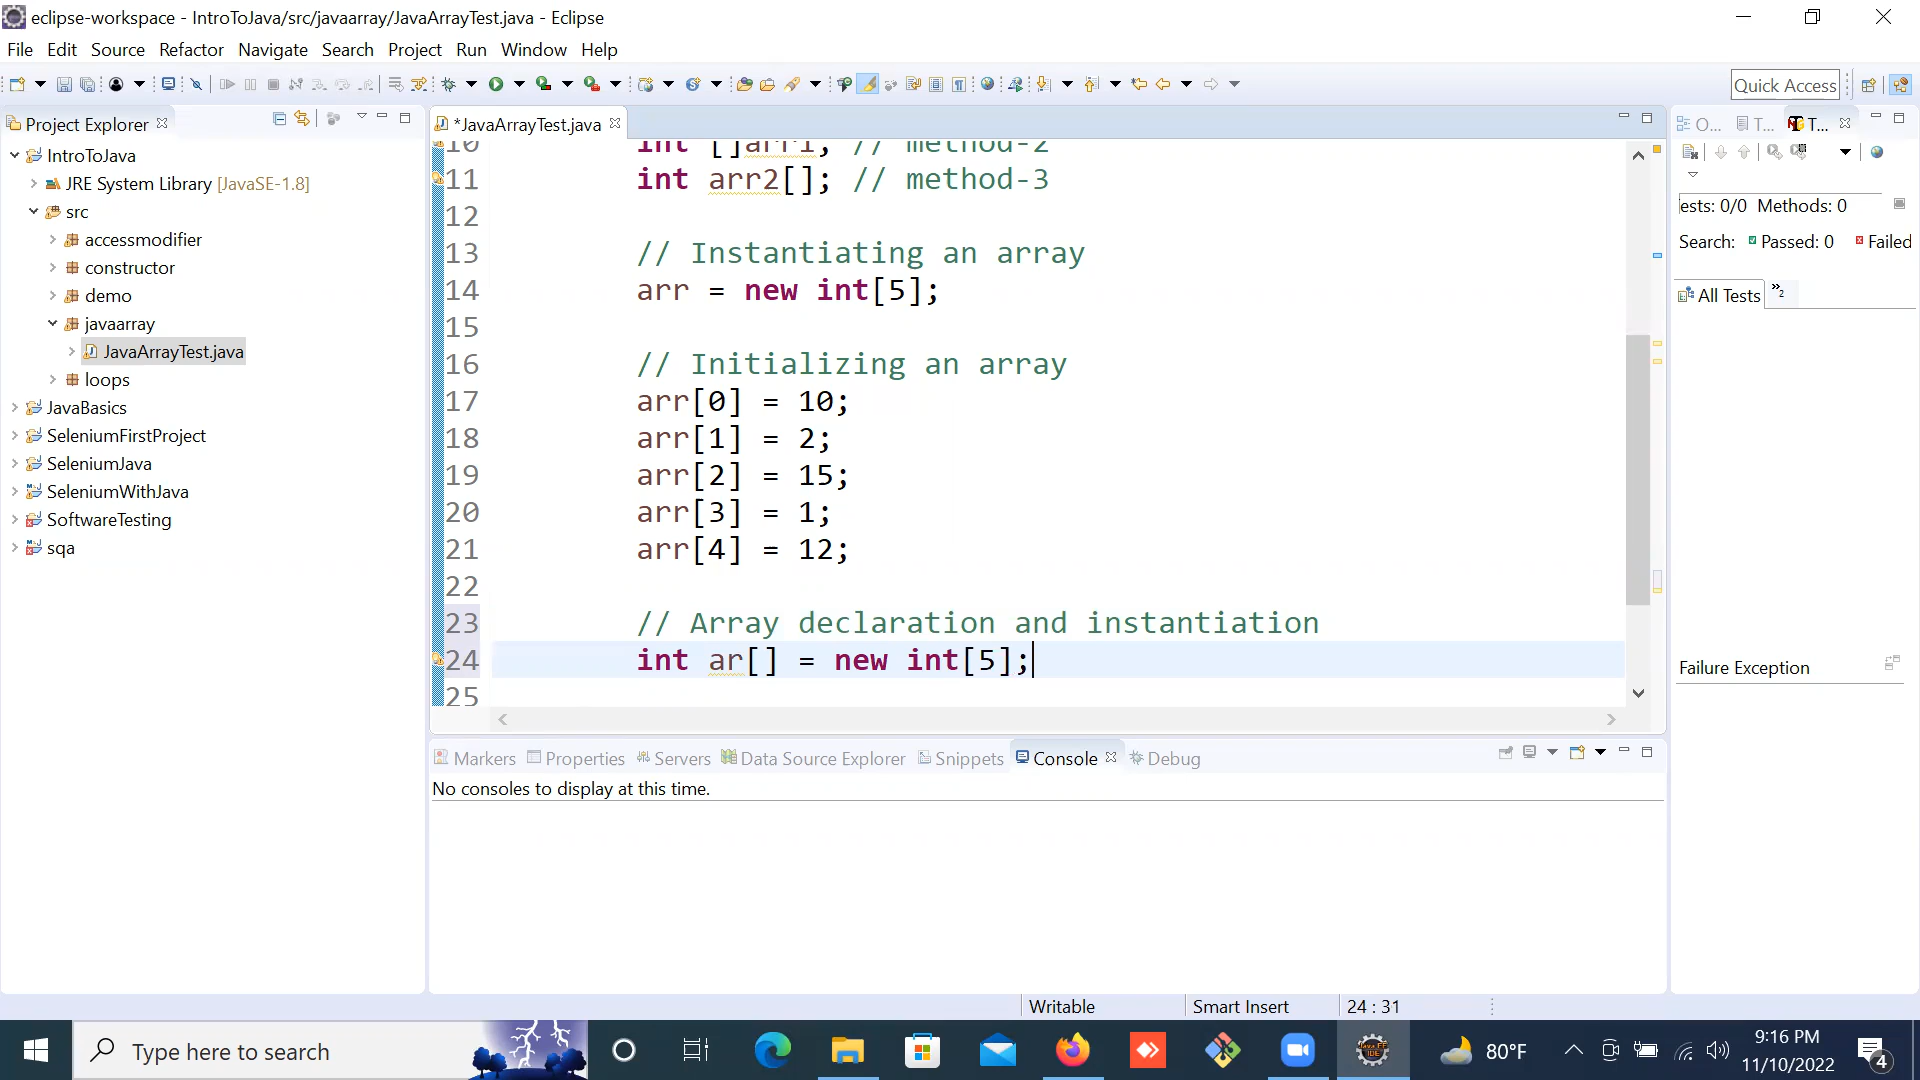 eclipse-workspace - IntroToJava/src/javaarray/JavaArrayTest.java - Eclipse
File Edit Source Refactor Navigate Search Project Run Window Help
Quick Access
Project Explorer
IntroToJava
JRE System Library [JavaSE-1.8]
src
accessmodifier
constructor
demo
javaarray
JavaArrayTest.java
loops
JavaBasics
SeleniumFirstProject
SeleniumJava
SeleniumWithJava
SoftwareTesting
sqa
*JavaArrayTest.java
10 int []arr1; // method-2
11 int arr2[]; // method-3
12
13 // Instantiating an array
14 arr = new int[5];
15
16 // Initializing an array
17 arr[0] = 10;
18 arr[1] = 2;
19 arr[2] = 15;
20 arr[3] = 1;
21 arr[4] = 12;
22
23 // Array declaration and instantiation
24 int ar[] = new int[5];
25
O... T... T...
ests: 0/0 Methods: 0
Search: Passed: 0 Failed
All Tests »2
Failure Exception
Markers Properties Servers Data Source Explorer Snippets Console Debug
No consoles to display at this time.
Writable Smart Insert 24 : 31
Type here to search
80°F
9:16 PM
11/10/2022
4